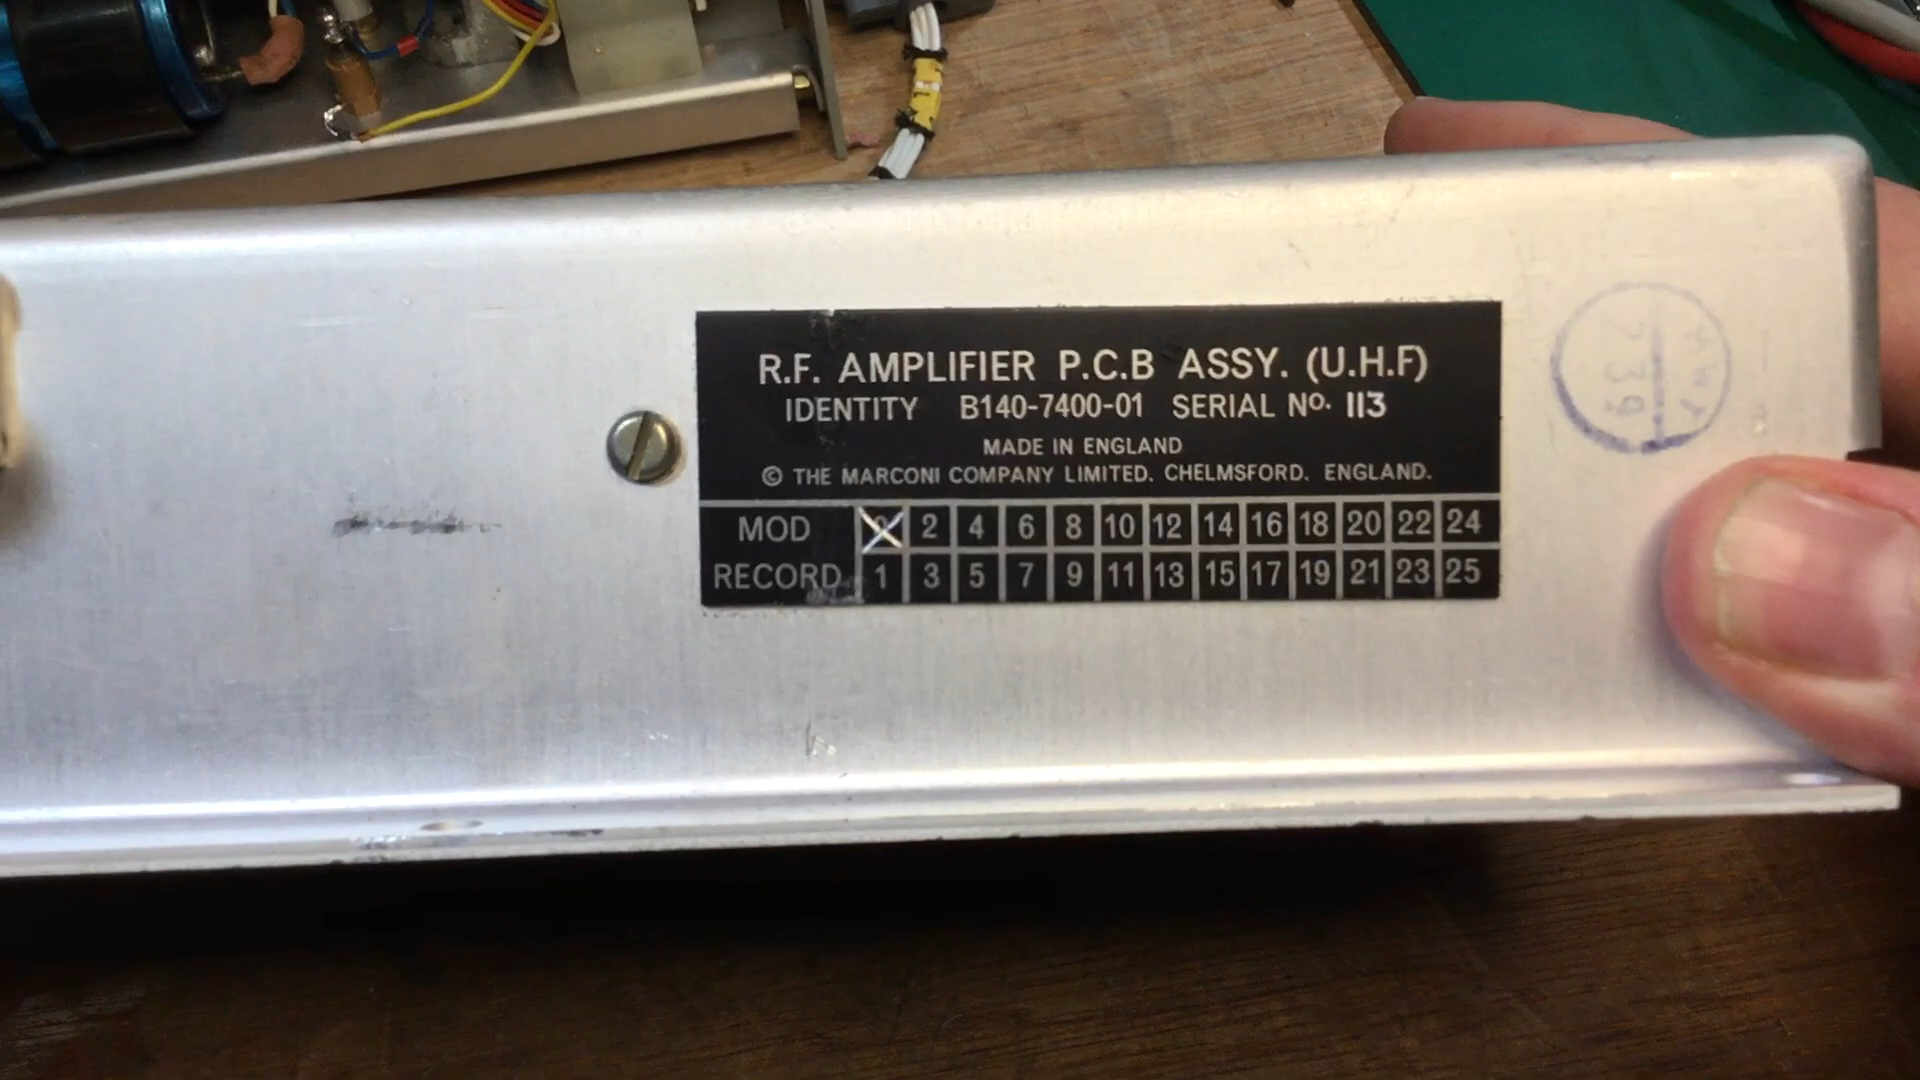 R.F. AMPLIFIER P.C.B ASSY. (U.H.F)
IDENTITY B140-7400-01 SERIAL No. 113
MADE IN ENGLAND
© THE MARCONI COMPANY LIMITED. CHELMSFORD. ENGLAND.
MOD 0 2 4 6 8 10 12 14 16 18 20 22 24
RECORD 1 3 5 7 9 11 13 15 17 19 21 23 25
739